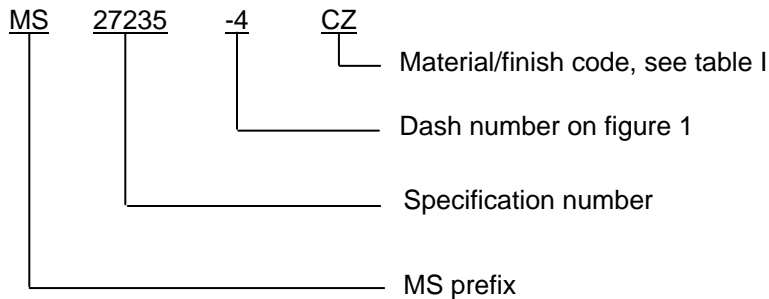 MS 27235 -4 CZ
Material/finish code, see table I
Dash number on figure 1
Specification number
MS prefix